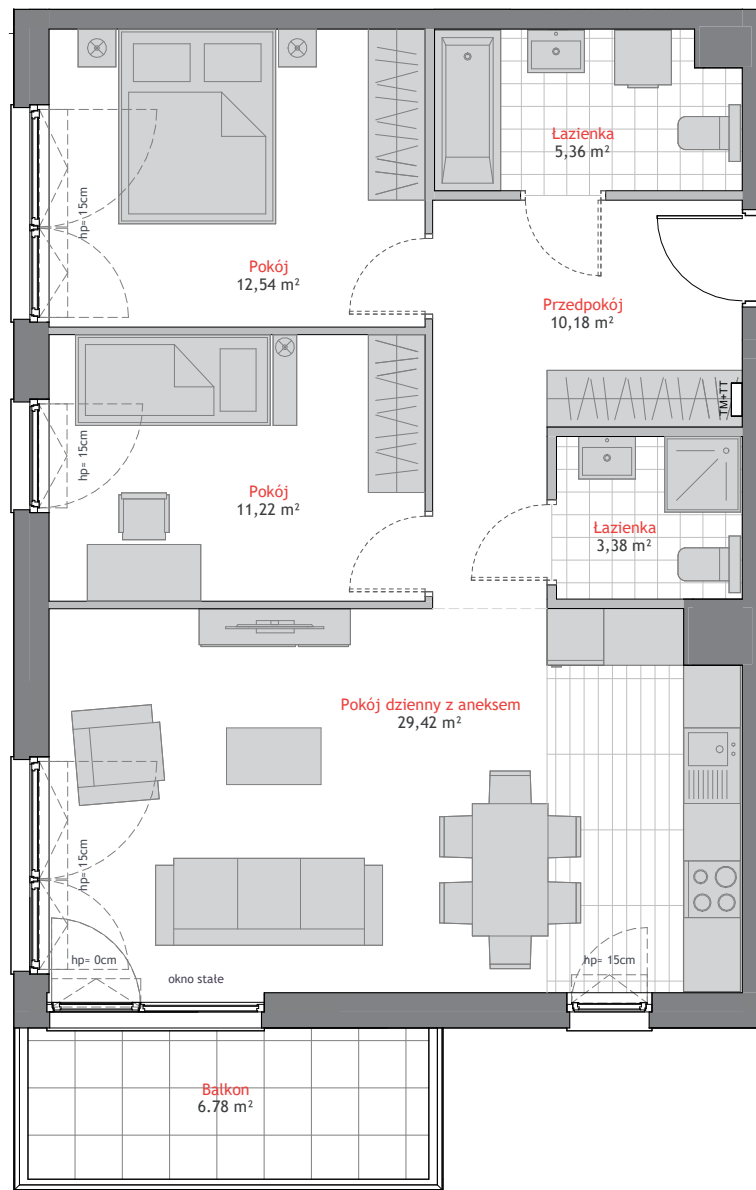 Łazienka
5,36 m²
hp= 15cm
Pokój
12,54 m²
Przedpokój
10,18 m²
TM+TT
hp= 15cm
Pokój
11,22 m²
Łazienka
3,38 m²
Pokój dzienny z aneksem
29,42 m²
hp= 15cm
hp= 0cm
okno stałe
hp= 15cm
Balkon
6.78 m²